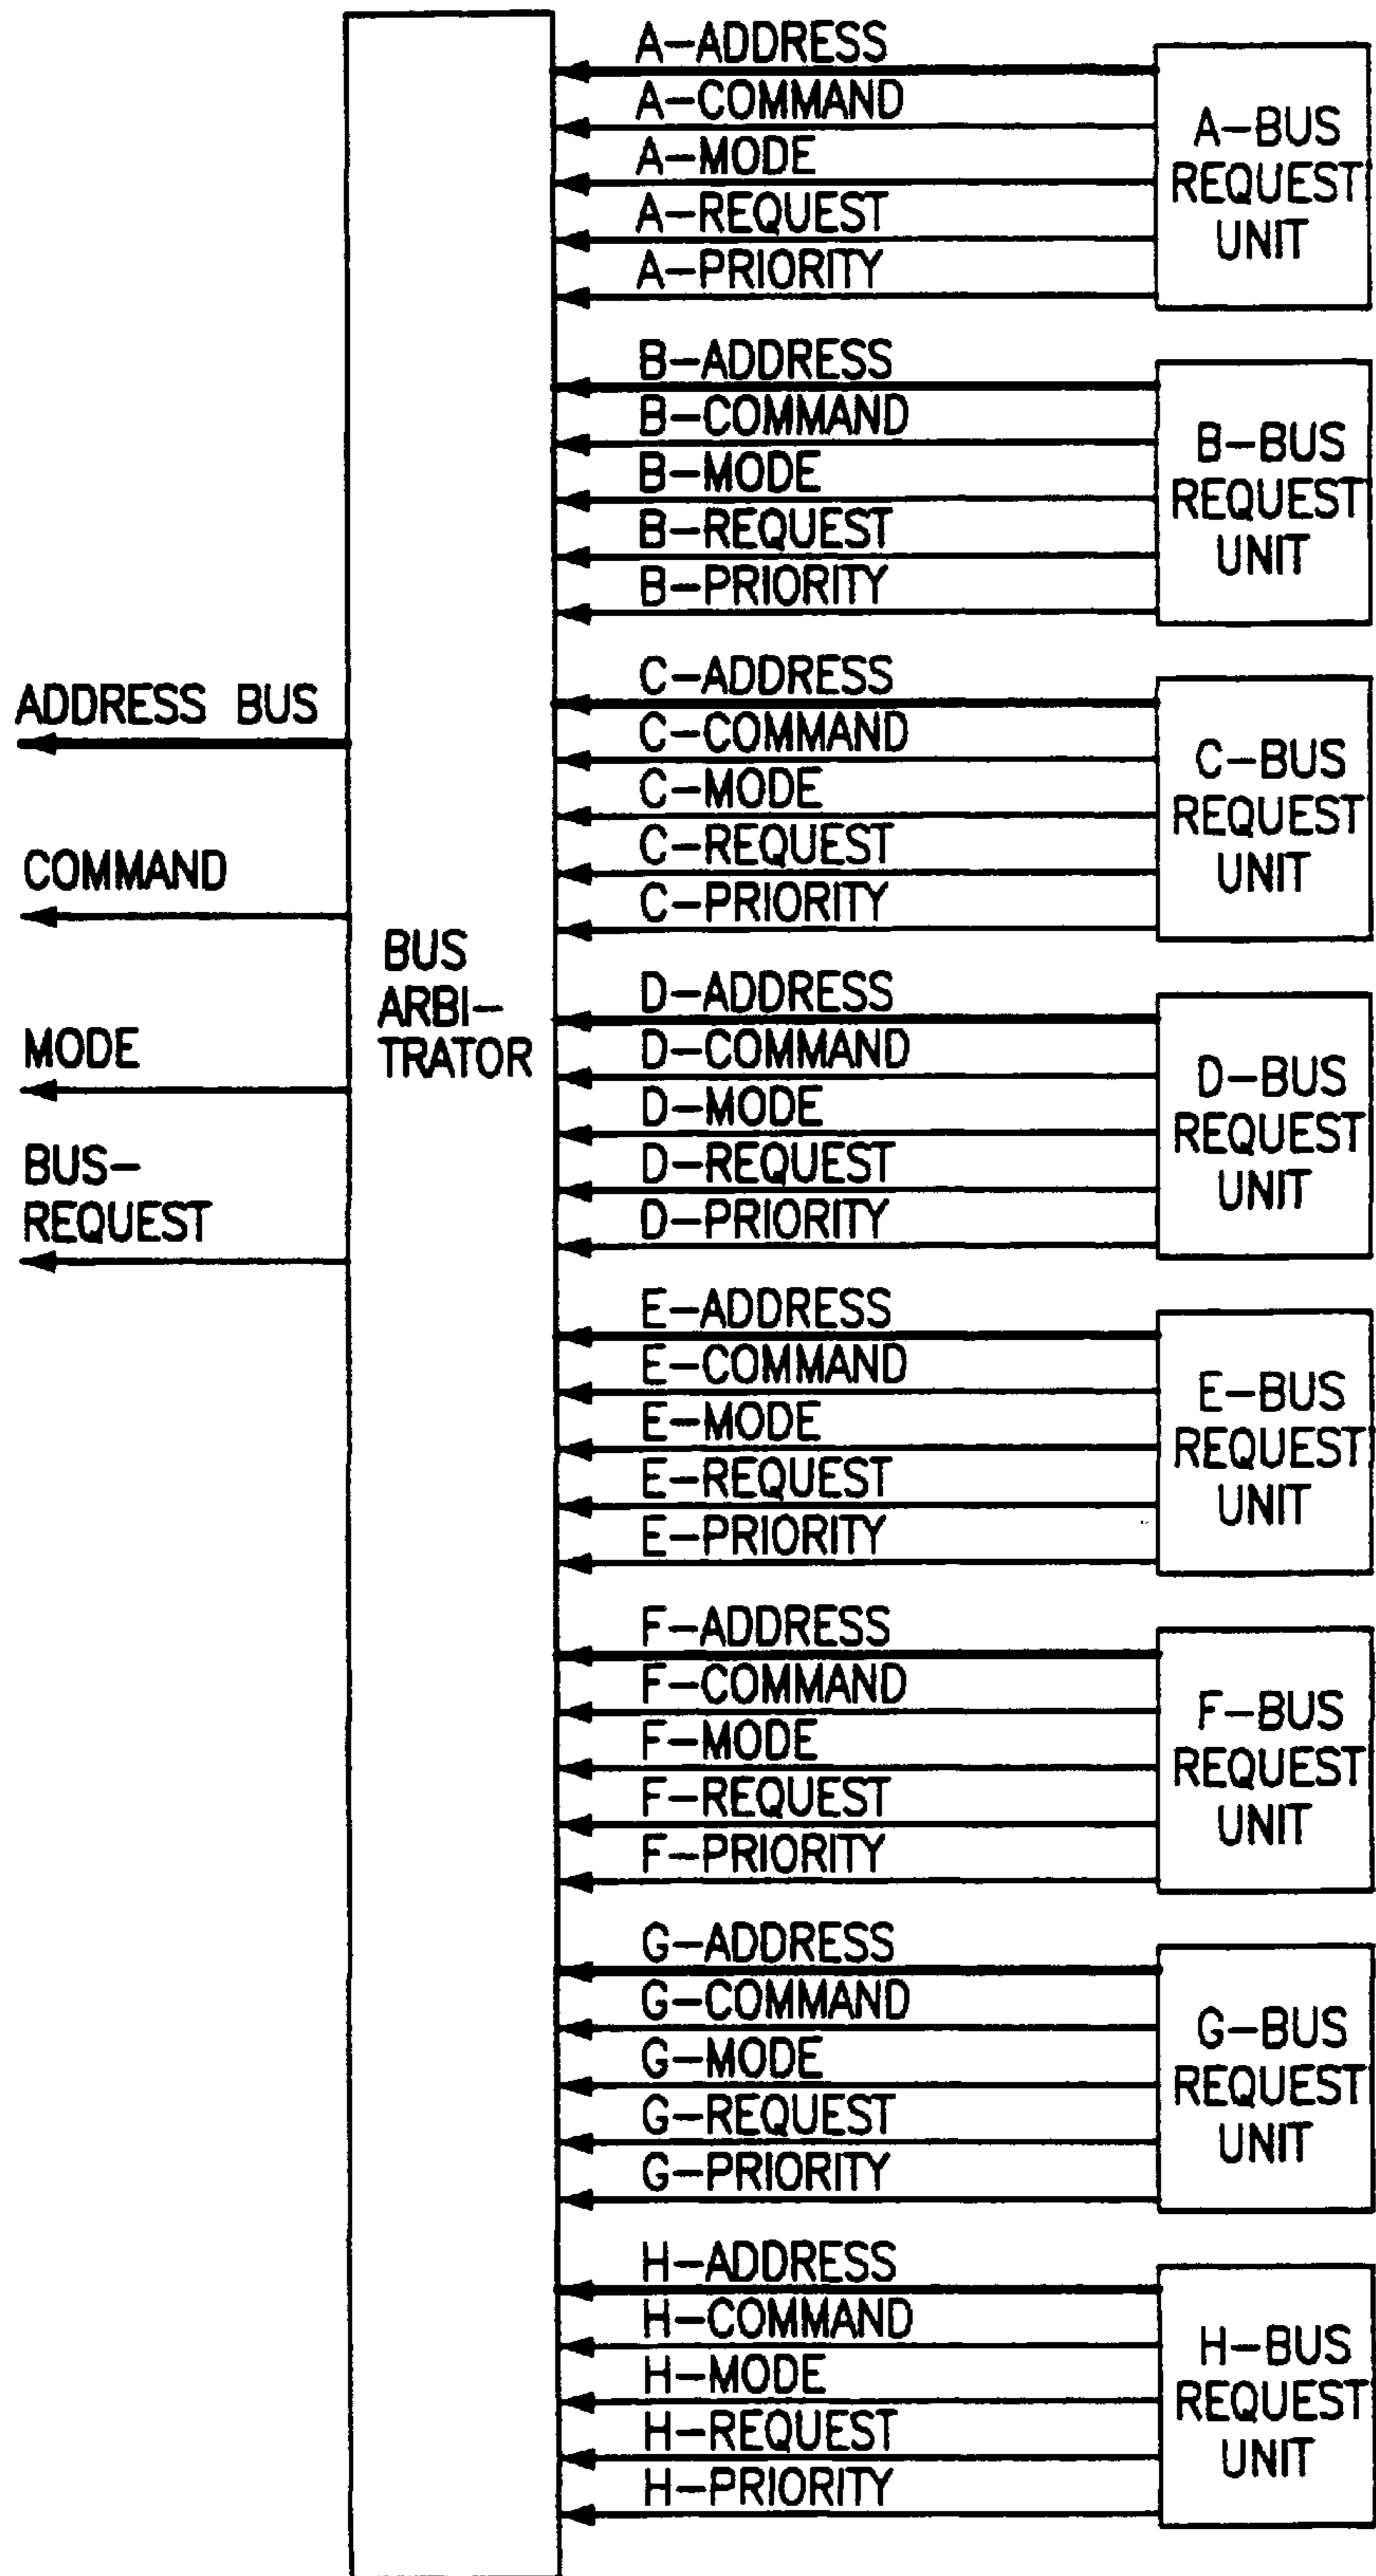 A-ADDRESS
A-COMMAND
A-MODE
A-REQUEST
A-PRIORITY
A-BUS
REQUEST
UNIT
B-ADDRESS
B-COMMAND
B-MODE
B-REQUEST
B-PRIORITY
B-BUS
REQUEST
UNIT
C-ADDRESS
C-COMMAND
C-MODE
C-REQUEST
C-PRIORITY
C-BUS
REQUEST
UNIT
ADDRESS BUS
COMMAND
MODE
BUS-
REQUEST
BUS
ARBI-
TRATOR
D-ADDRESS
D-COMMAND
D-MODE
D-REQUEST
D-PRIORITY
D-BUS
REQUEST
UNIT
E-ADDRESS
E-COMMAND
E-MODE
E-REQUEST
E-PRIORITY
E-BUS
REQUEST
UNIT
F-ADDRESS
F-COMMAND
F-MODE
F-REQUEST
F-PRIORITY
F-BUS
REQUEST
UNIT
G-ADDRESS
G-COMMAND
G-MODE
G-REQUEST
G-PRIORITY
G-BUS
REQUEST
UNIT
H-ADDRESS
H-COMMAND
H-MODE
H-REQUEST
H-PRIORITY
H-BUS
REQUEST
UNIT